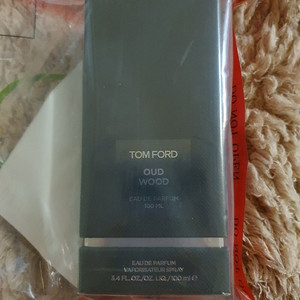 TOM FORD
OUD
WOOD
EAU DE PARFUM
100 ML
EAU DE PARFUM
VAPORISATEUR SPRAY
3.4 FL.OZ./OZ. LIQ./100 ml ℮